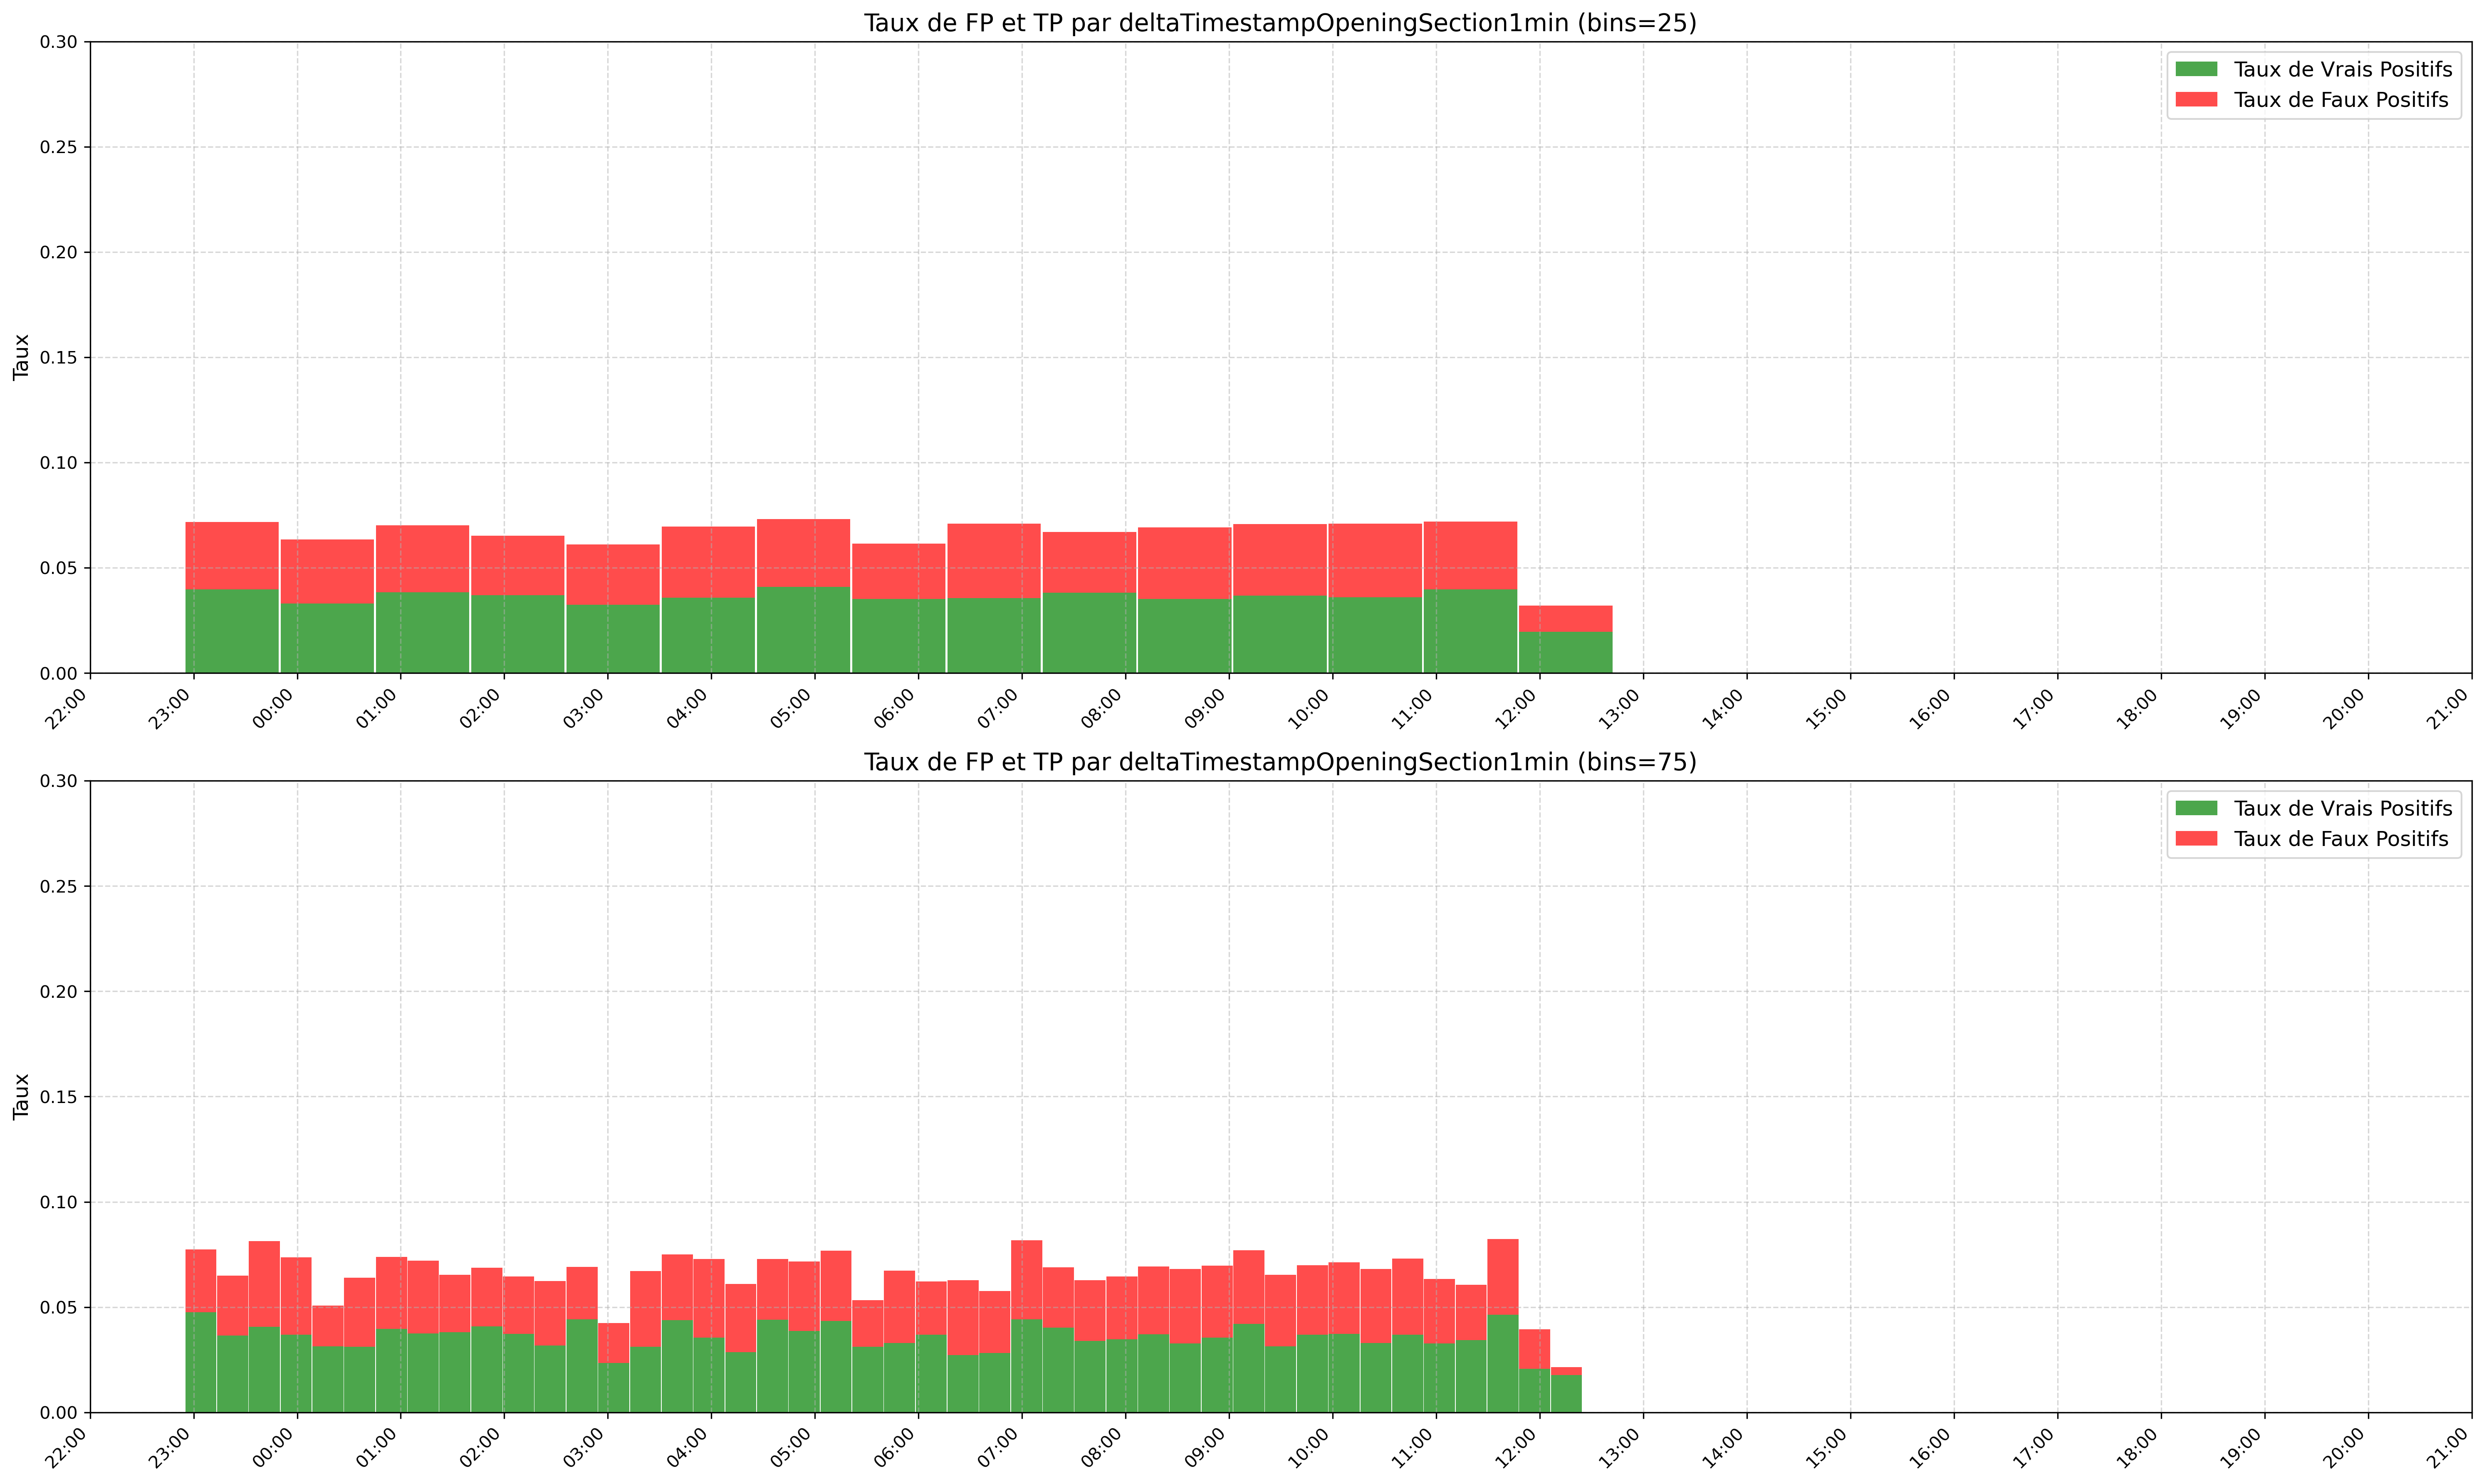 Taux de FP et TP par deltaTimestampOpeningSection1min (bins=25)
Taux de Vrais Positifs
Taux de Faux Positifs
Taux
0.30
0.25
0.20
0.15
0.10
0.05
0.00
22:00 23:00 00:00 01:00 02:00 03:00 04:00 05:00 06:00 07:00 08:00 09:00 10:00 11:00 12:00 13:00 14:00 15:00 16:00 17:00 18:00 19:00 20:00 21:00
Taux de FP et TP par deltaTimestampOpeningSection1min (bins=75)
Taux de Vrais Positifs
Taux de Faux Positifs
Taux
0.30
0.25
0.20
0.15
0.10
0.05
0.00
22:00 23:00 00:00 01:00 02:00 03:00 04:00 05:00 06:00 07:00 08:00 09:00 10:00 11:00 12:00 13:00 14:00 15:00 16:00 17:00 18:00 19:00 20:00 21:00